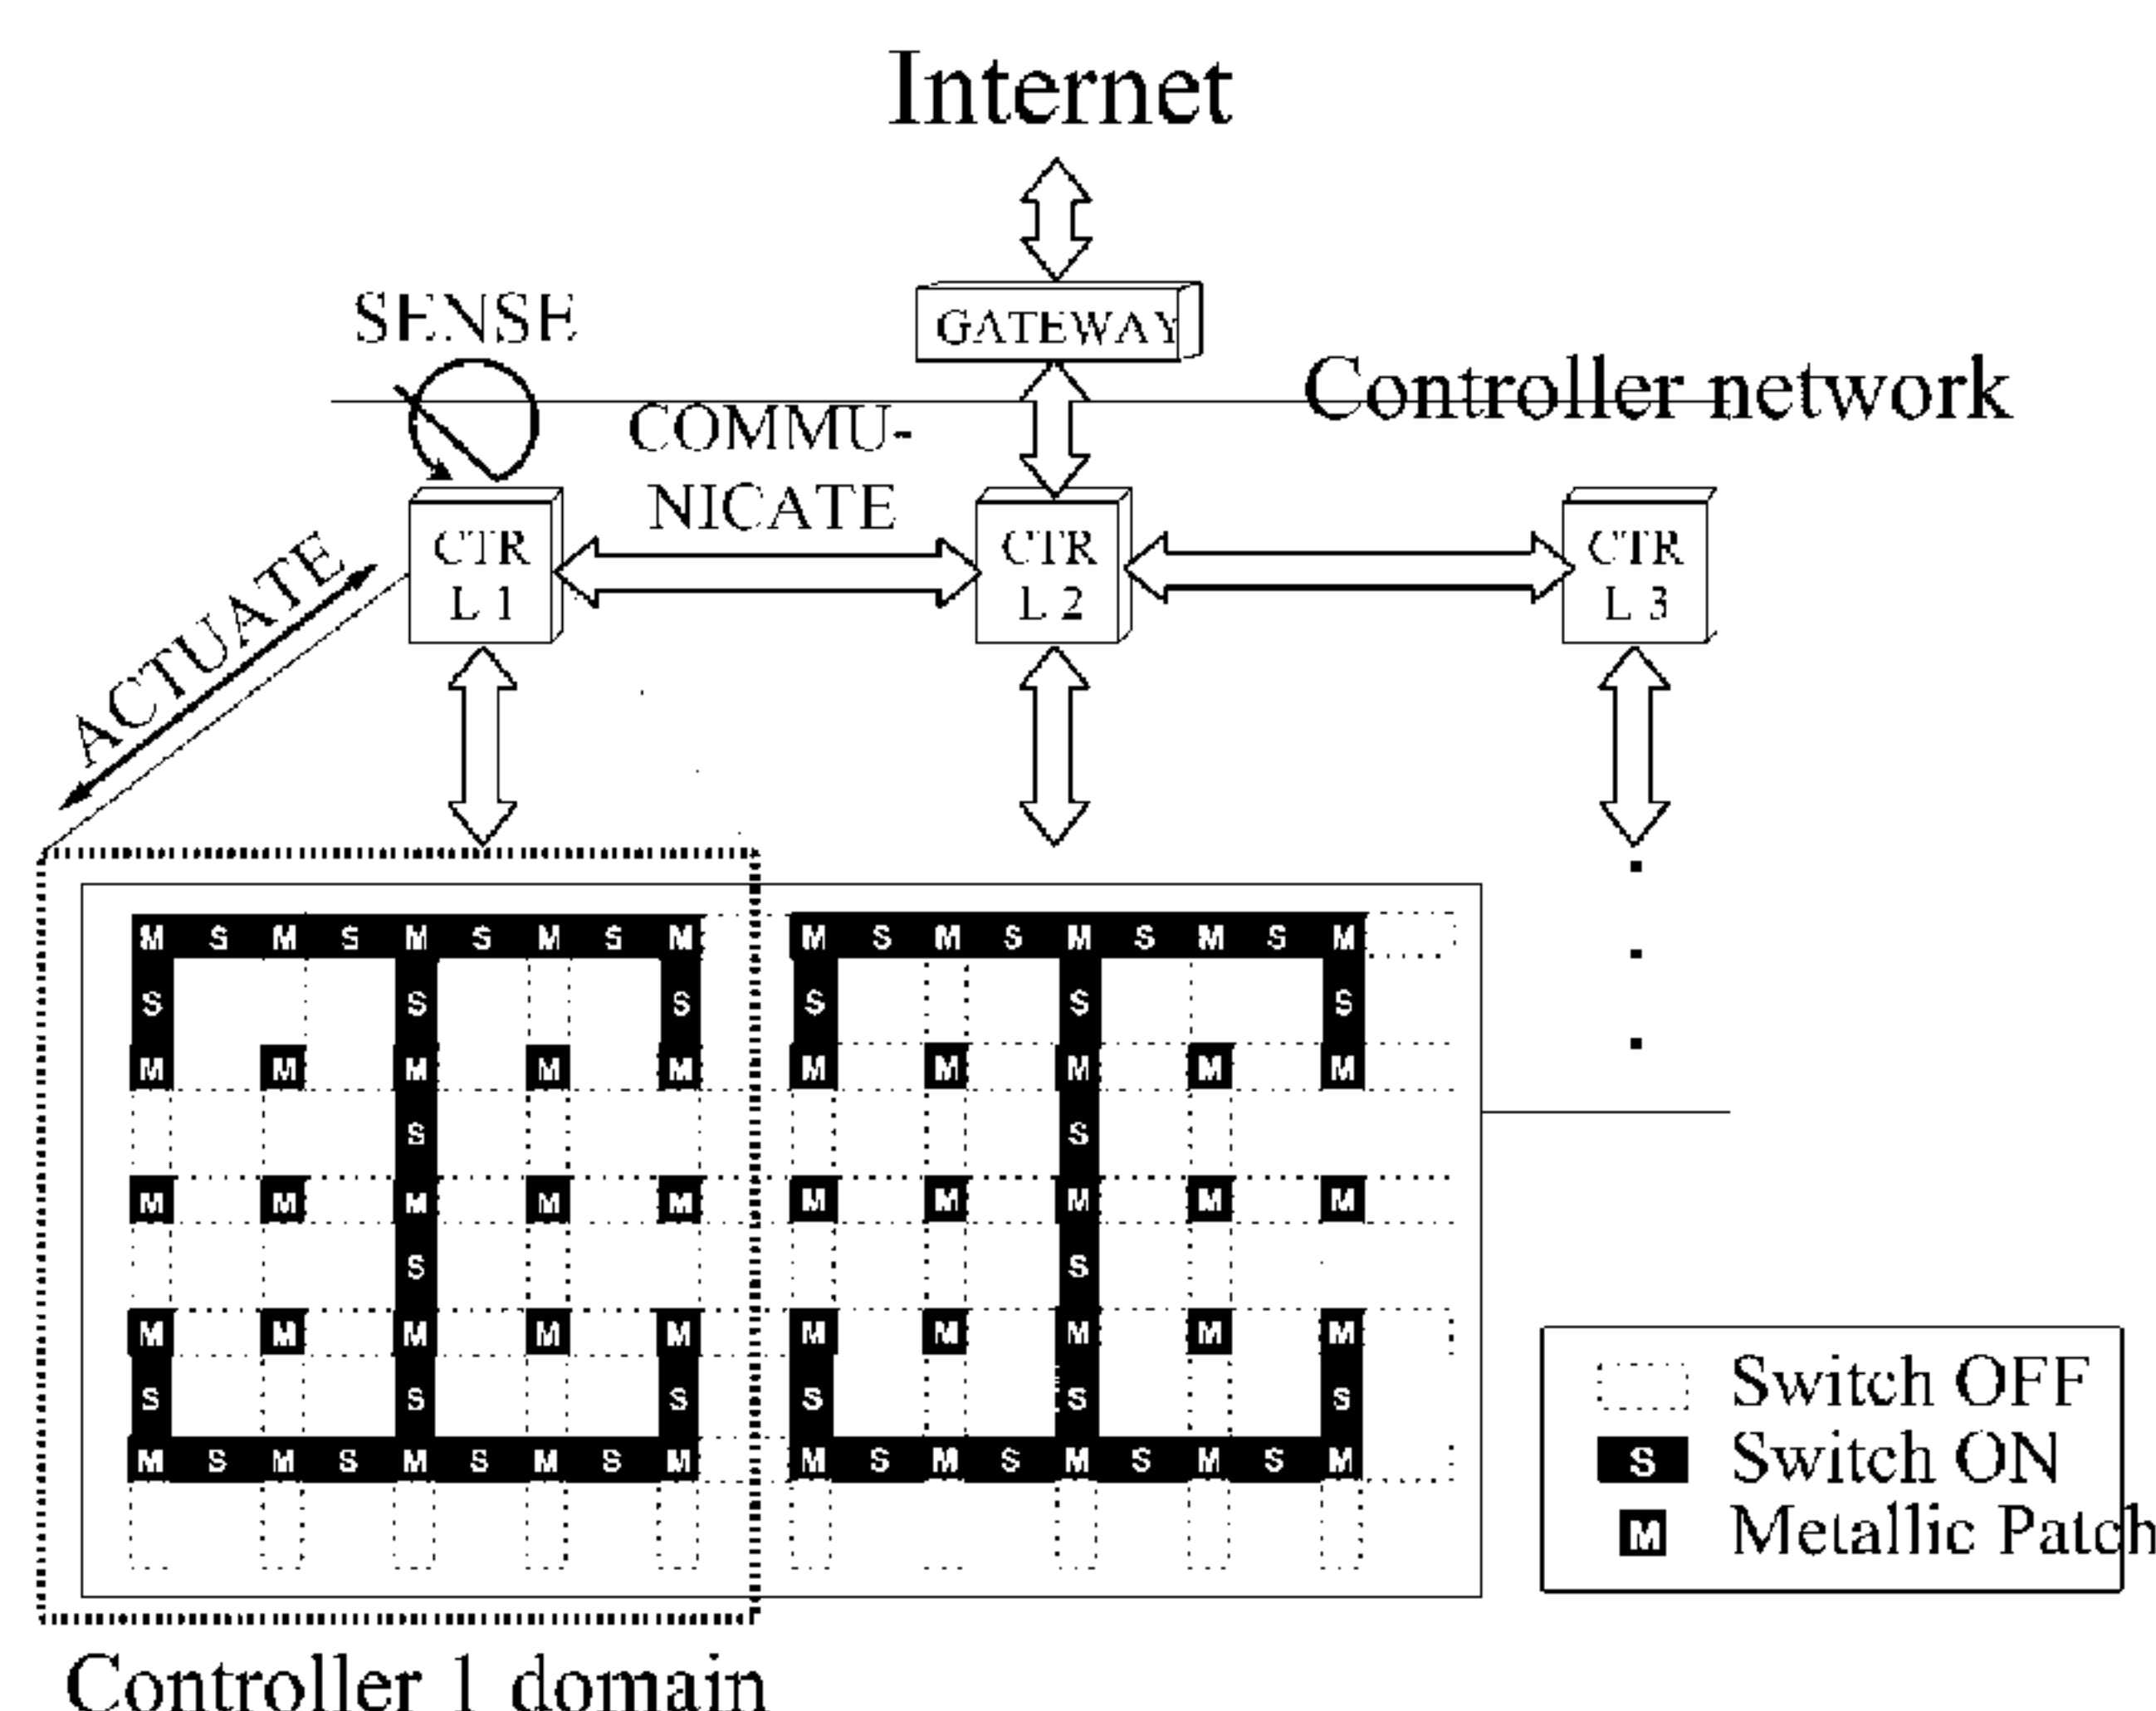 Internet
GATEWAY
SENSE
Controller network
COMMU-
NICATE
CTR
L 1
CTR
L 2
CTR
L 3
ACTUATE
M S M S M S M S M M S M S M S M S M
S S S S S S
M M M M M M M M M M
S S
M M M M M M M M M M
S S
M M M M M M M M M M
S S S S S S
M S M S M S M S M M S M S M S M S M
Switch OFF
S Switch ON
M Metallic Patch
Controller 1 domain